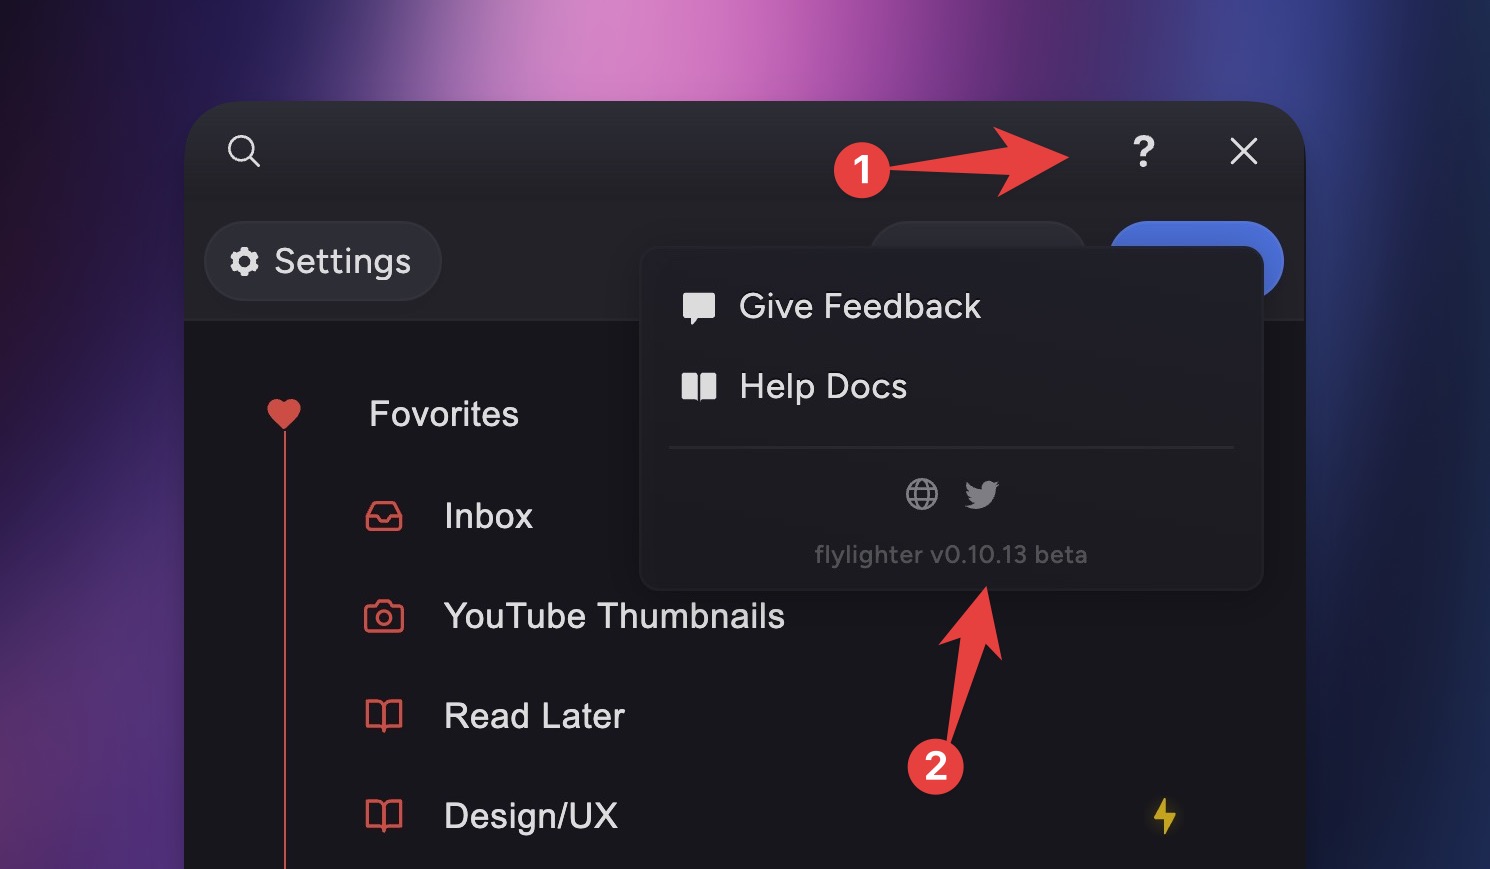 1
?
Settings
Give Feedback
Help Docs
Fovorites
flylighter v0.10.13 beta
Inbox
YouTube Thumbnails
Read Later
2
Design/UX